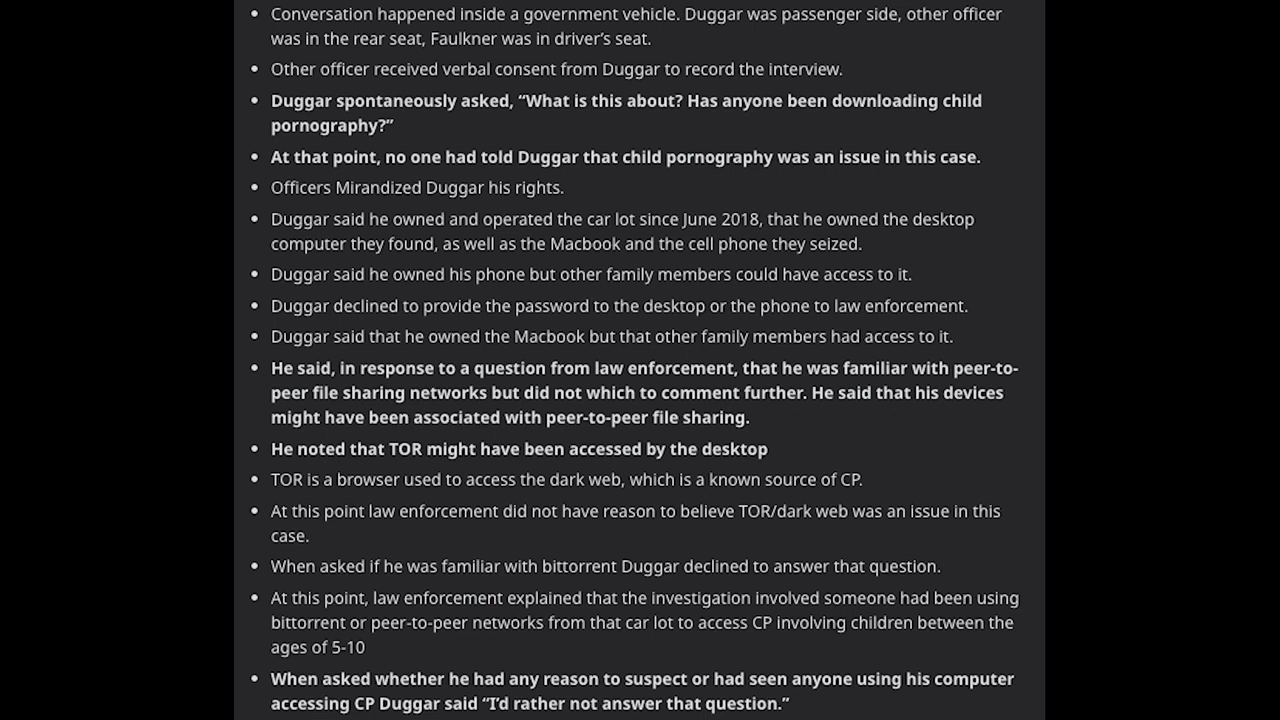 • Conversation happened inside a government vehicle. Duggar was passenger side, other officer
was in the rear seat, Faulkner was in driver’s seat.
• Other officer received verbal consent from Duggar to record the interview.
• Duggar spontaneously asked, “What is this about? Has anyone been downloading child
pornography?”
• At that point, no one had told Duggar that child pornography was an issue in this case.
• Officers Mirandized Duggar his rights.
• Duggar said he owned and operated the car lot since June 2018, that he owned the desktop
computer they found, as well as the Macbook and the cell phone they seized.
• Duggar said he owned his phone but other family members could have access to it.
• Duggar declined to provide the password to the desktop or the phone to law enforcement.
• Duggar said that he owned the Macbook but that other family members had access to it.
• He said, in response to a question from law enforcement, that he was familiar with peer-to-
peer file sharing networks but did not which to comment further. He said that his devices
might have been associated with peer-to-peer file sharing.
• He noted that TOR might have been accessed by the desktop
• TOR is a browser used to access the dark web, which is a known source of CP.
• At this point law enforcement did not have reason to believe TOR/dark web was an issue in this
case.
• When asked if he was familiar with bittorrent Duggar declined to answer that question.
• At this point, law enforcement explained that the investigation involved someone had been using
bittorrent or peer-to-peer networks from that car lot to access CP involving children between the
ages of 5-10
• When asked whether he had any reason to suspect or had seen anyone using his computer
accessing CP Duggar said “I’d rather not answer that question.”